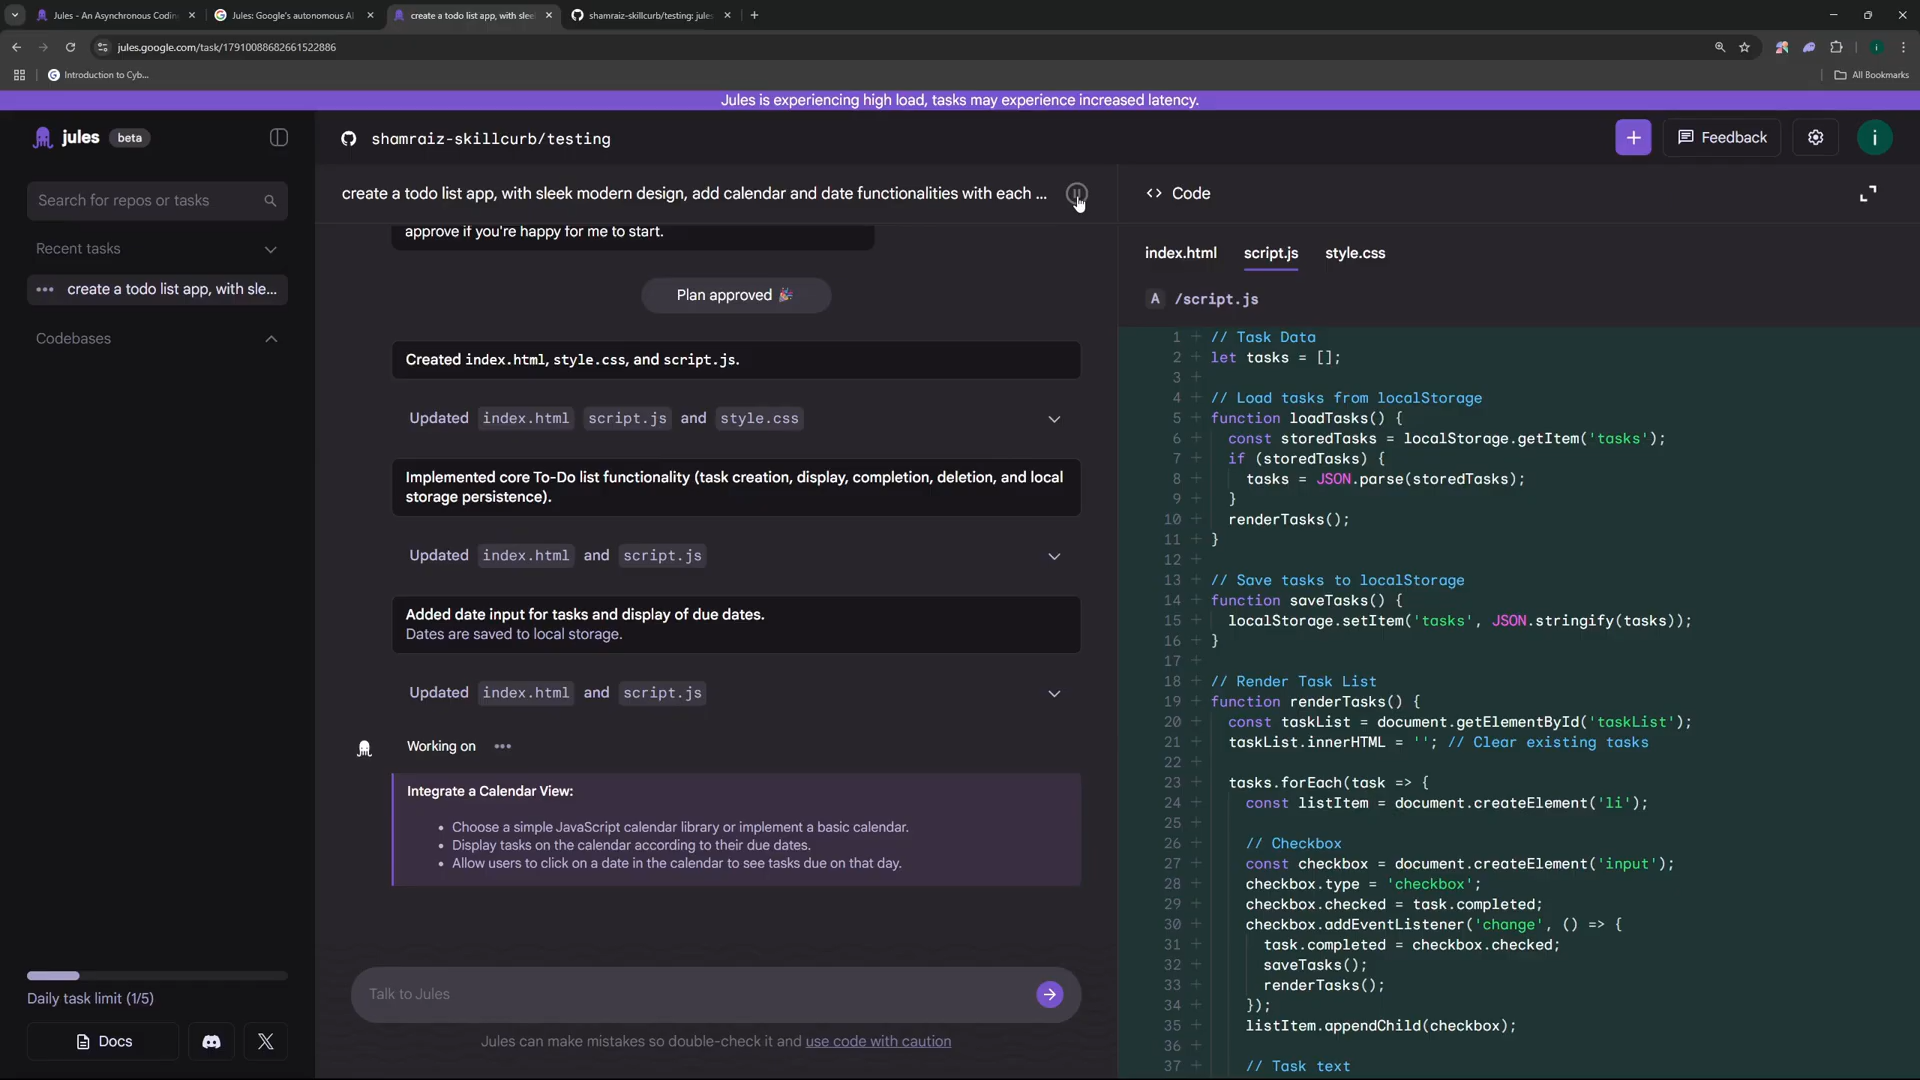 Jules - An Asynchronous Codin
Jules: Google's autonomous AI
create a todo list app, with sleek
shamraiz-skillcurb/testing: jules
jules.google.com/task/17910088682661522886
Introduction to Cyb...
All Bookmarks
Jules is experiencing high load, tasks may experience increased latency.
jules beta
shamraiz-skillcurb/testing
Feedback
i
Search for repos or tasks
Recent tasks
create a todo list app, with sle...
Codebases
Daily task limit (1/5)
Docs
create a todo list app, with sleek modern design, add calendar and date functionalities with each ...
approve if you're happy for me to start.
Plan approved 🎉
Created index.html, style.css, and script.js.
Updated index.html script.js and style.css
Implemented core To-Do list functionality (task creation, display, completion, deletion, and local
storage persistence).
Updated index.html and script.js
Added date input for tasks and display of due dates.
Dates are saved to local storage.
Updated index.html and script.js
Working on
Integrate a Calendar View:
• Choose a simple JavaScript calendar library or implement a basic calendar.
• Display tasks on the calendar according to their due dates.
• Allow users to click on a date in the calendar to see tasks due on that day.
Talk to Jules
Jules can make mistakes so double-check it and use code with caution
<> Code
index.html script.js style.css
A /script.js
1 + // Task Data
2 + let tasks = [];
3 +
4 + // Load tasks from localStorage
5 + function loadTasks() {
6 + const storedTasks = localStorage.getItem('tasks');
7 + if (storedTasks) {
8 + tasks = JSON.parse(storedTasks);
9 + }
10 + renderTasks();
11 + }
12 +
13 + // Save tasks to localStorage
14 + function saveTasks() {
15 + localStorage.setItem('tasks', JSON.stringify(tasks));
16 + }
17 +
18 + // Render Task List
19 + function renderTasks() {
20 + const taskList = document.getElementById('taskList');
21 + taskList.innerHTML = ''; // Clear existing tasks
22 +
23 + tasks.forEach(task => {
24 + const listItem = document.createElement('li');
25 +
26 + // Checkbox
27 + const checkbox = document.createElement('input');
28 + checkbox.type = 'checkbox';
29 + checkbox.checked = task.completed;
30 + checkbox.addEventListener('change', () => {
31 + task.completed = checkbox.checked;
32 + saveTasks();
33 + renderTasks();
34 + });
35 + listItem.appendChild(checkbox);
36 +
37 + // Task text